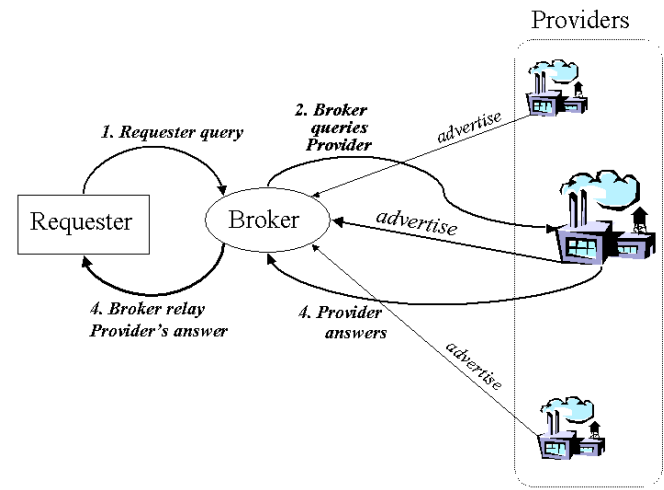 Providers
1. Requester query
2. Broker
queries
Provider
advertise
Requester
Broker
advertise
4. Broker relay
Provider's answer
4. Provider
answers
advertise